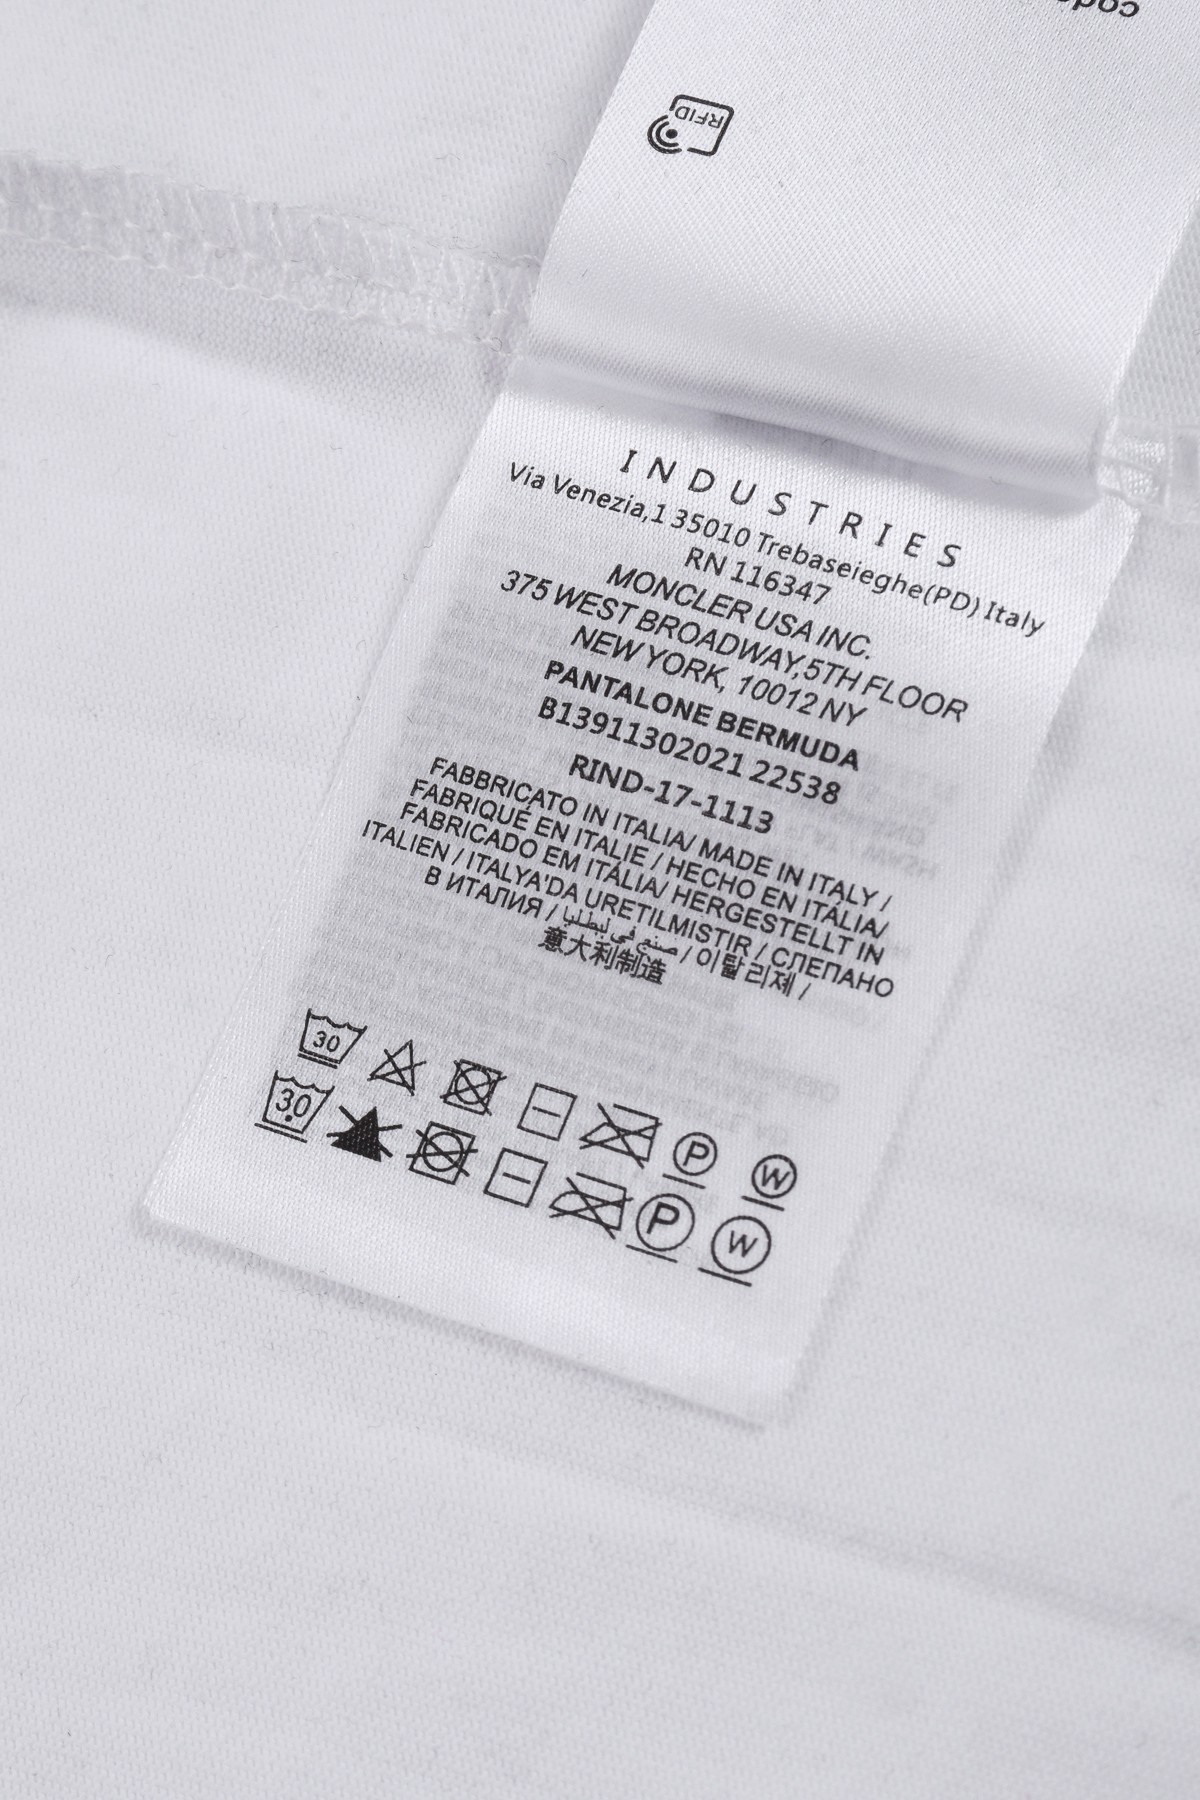 RFID
INDUSTRIES
Via Venezia,1 35010 Trebaseieghe(PD) Italy
RN 116347
MONCLER USA INC.
375 WEST BROADWAY,5TH FLOOR
NEW YORK, 10012 NY
PANTALONE BERMUDA
B13911302021 22538
RIND-17-1113
FABBRICATO IN ITALIA/ MADE IN ITALY /
FABRIQUÉ EN ITALIE / HECHO EN ITÁLIA/
FABRICADO EM ITÁLIA/ HERGESTELLT IN
ITALIEN / ITALYA'DA URETILMISTIR / СЛЕПАНО
В ИТАЛИЯ / صنع في ليطليا / 이탈리제 /
意大利制造
30
P W
30
P W